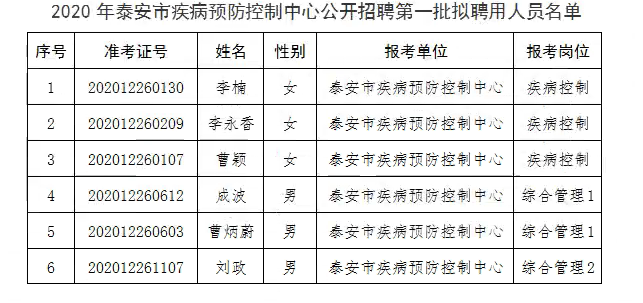 2020 年泰安市疾病预防控制中心公开招聘第一批拟聘用人员名单
序号 准考证号 姓名 性别 报考单位 报考岗位
1 202012260130 李楠 女 泰安市疾病预防控制中心 疾病控制
2 202012260209 李永香 女 泰安市疾病预防控制中心 疾病控制
3 202012260107 曹颖 女 泰安市疾病预防控制中心 疾病控制
4 202012260612 成波 男 泰安市疾病预防控制中心 综合管理1
5 202012260603 曹炳蔚 男 泰安市疾病预防控制中心 综合管理1
6 202012261107 刘政 男 泰安市疾病预防控制中心 综合管理2